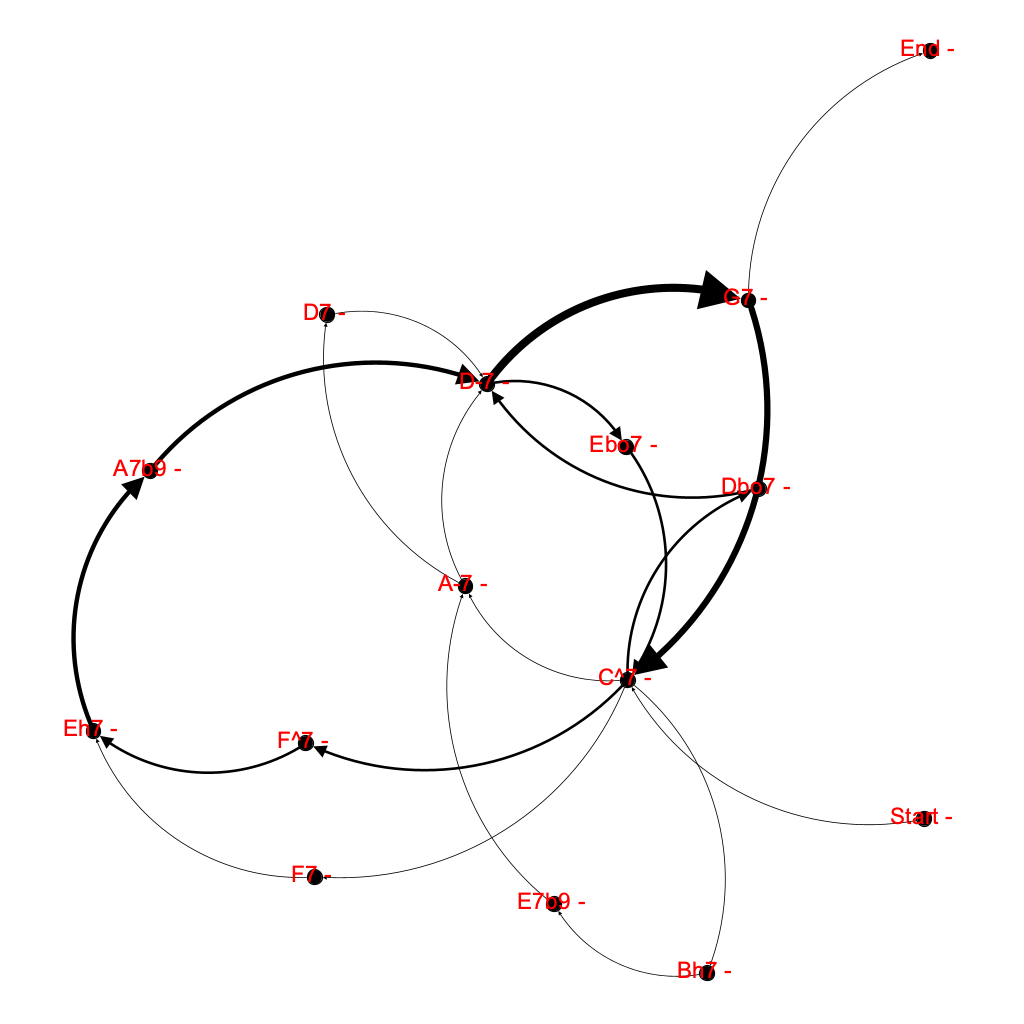 End -
G7 -
D7 -
D-7 -
Ebo7 -
A7b9 -
Dbo7 -
A-7 -
C^7 -
Eh7 -
F^7 -
Start -
F7 -
E7b9 -
Bh7 -